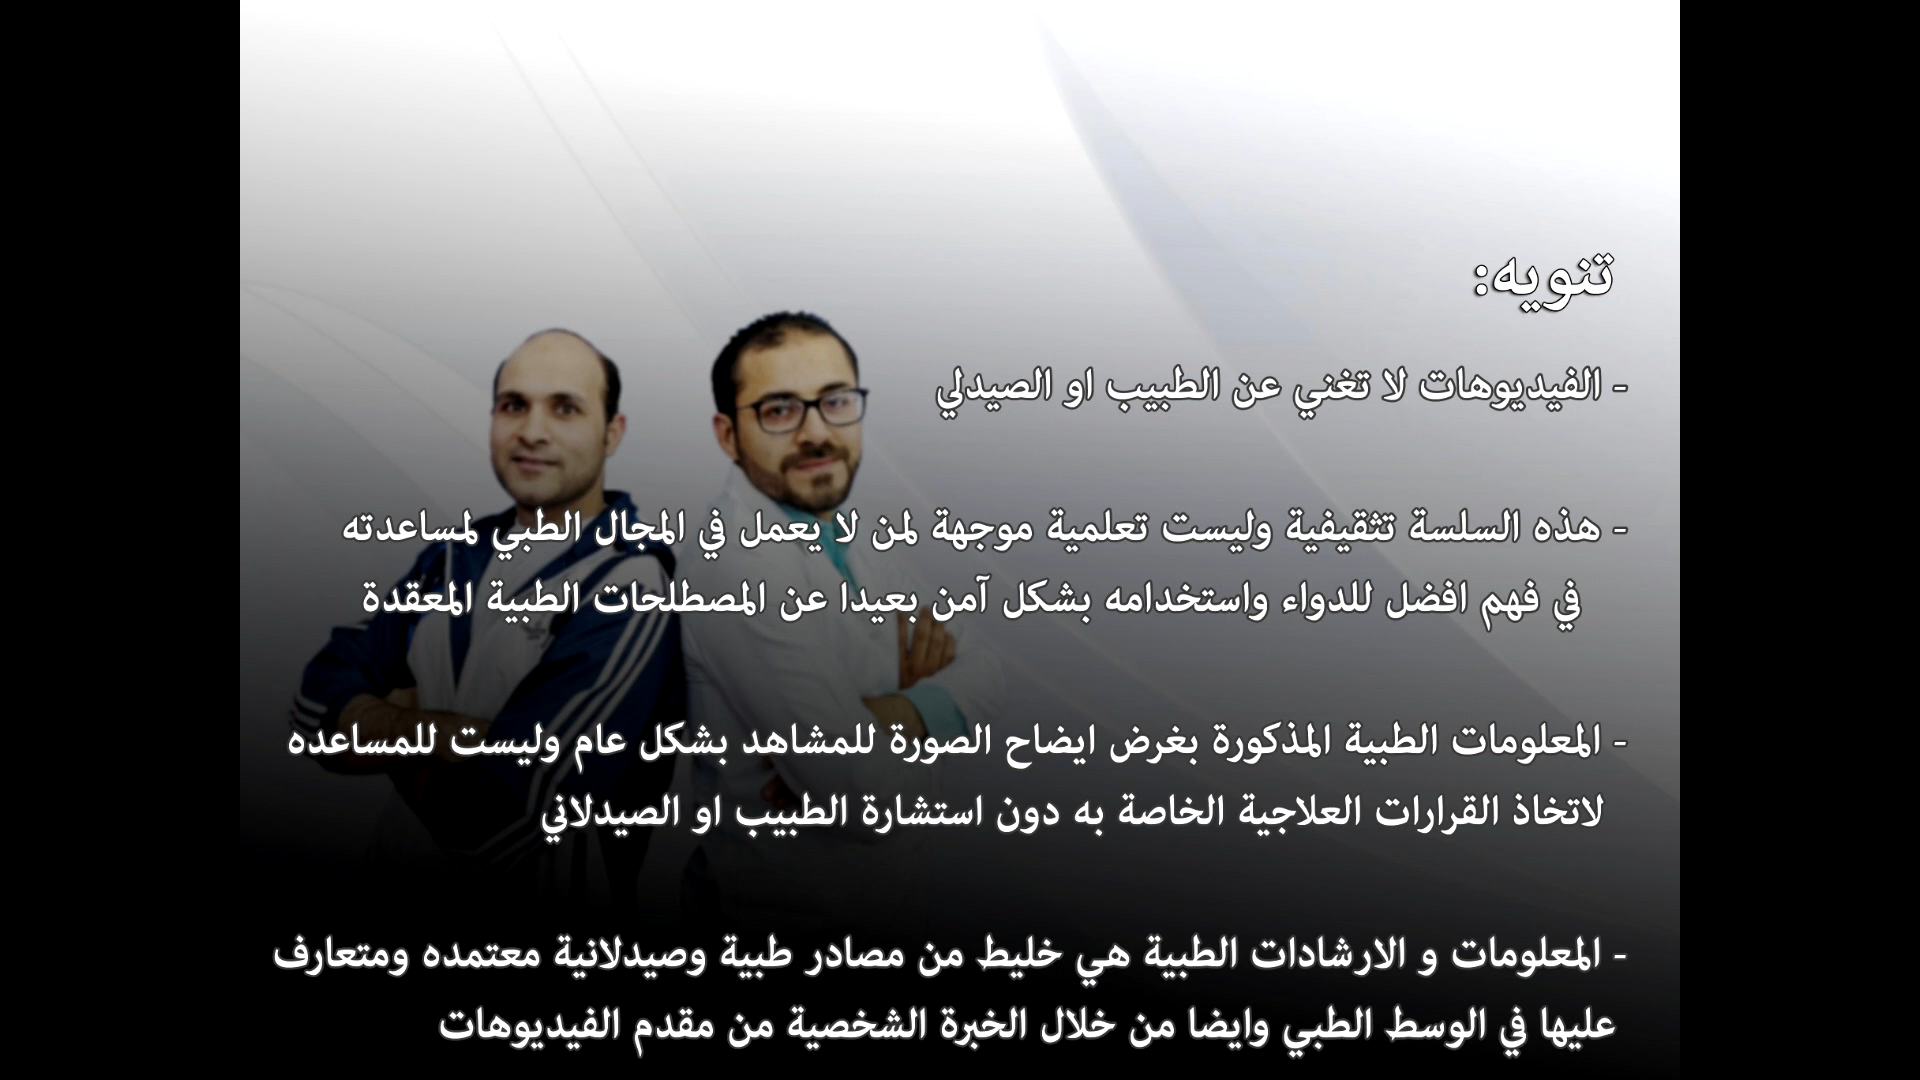 تنويه:
- الفيديوهات لا تغني عن الطبيب او الصيدلي
- هذه السلسة تثقيفية وليست تعلمية موجهة لمن لا يعمل في المجال الطبي لمساعدته
في فهم افضل للدواء واستخدامه بشكل آمن بعيدا عن المصطلحات الطبية المعقدة
- المعلومات الطبية المذكورة بغرض ايضاح الصورة للمشاهد بشكل عام وليست للمساعده
لاتخاذ القرارات العلاجية الخاصة به دون استشارة الطبيب او الصيدلاني
- المعلومات و الارشادات الطبية هي خليط من مصادر طبية وصيدلانية معتمده ومتعارف
عليها في الوسط الطبي وايضا من خلال الخبرة الشخصية من مقدم الفيديوهات